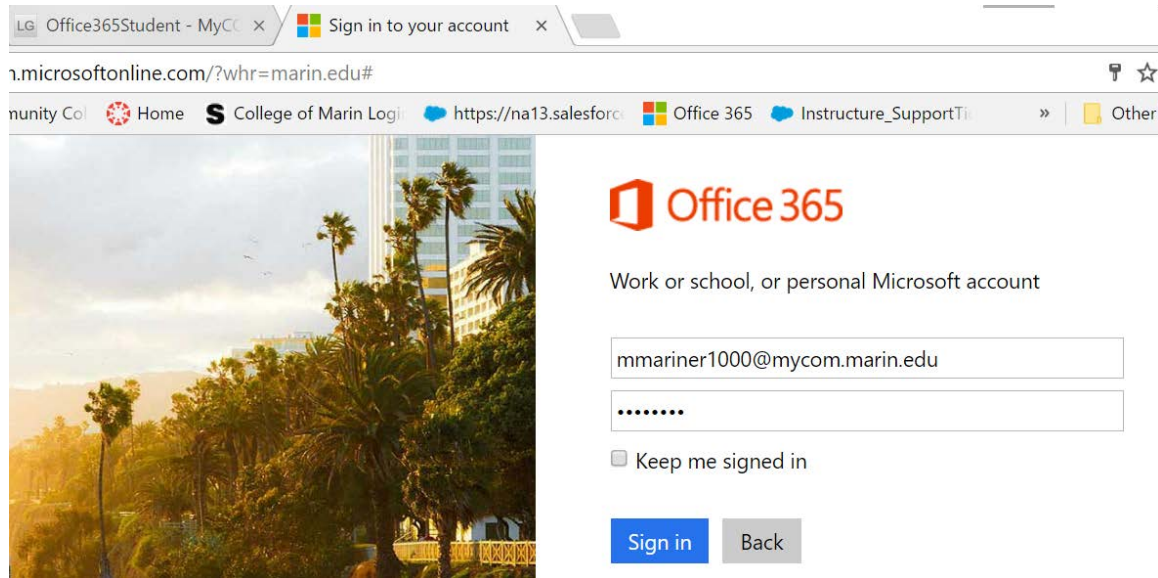 LG Office365Student - MyC
Sign in to your account
n.microsoftonline.com/?whr=marin.edu#
munity Col Home S College of Marin Logi https://na13.salesforc Office 365 Instructure_SupportTi » Other
Office 365
Work or school, or personal Microsoft account
mmariner1000@mycom.marin.edu
••••••••
Keep me signed in
Sign in Back